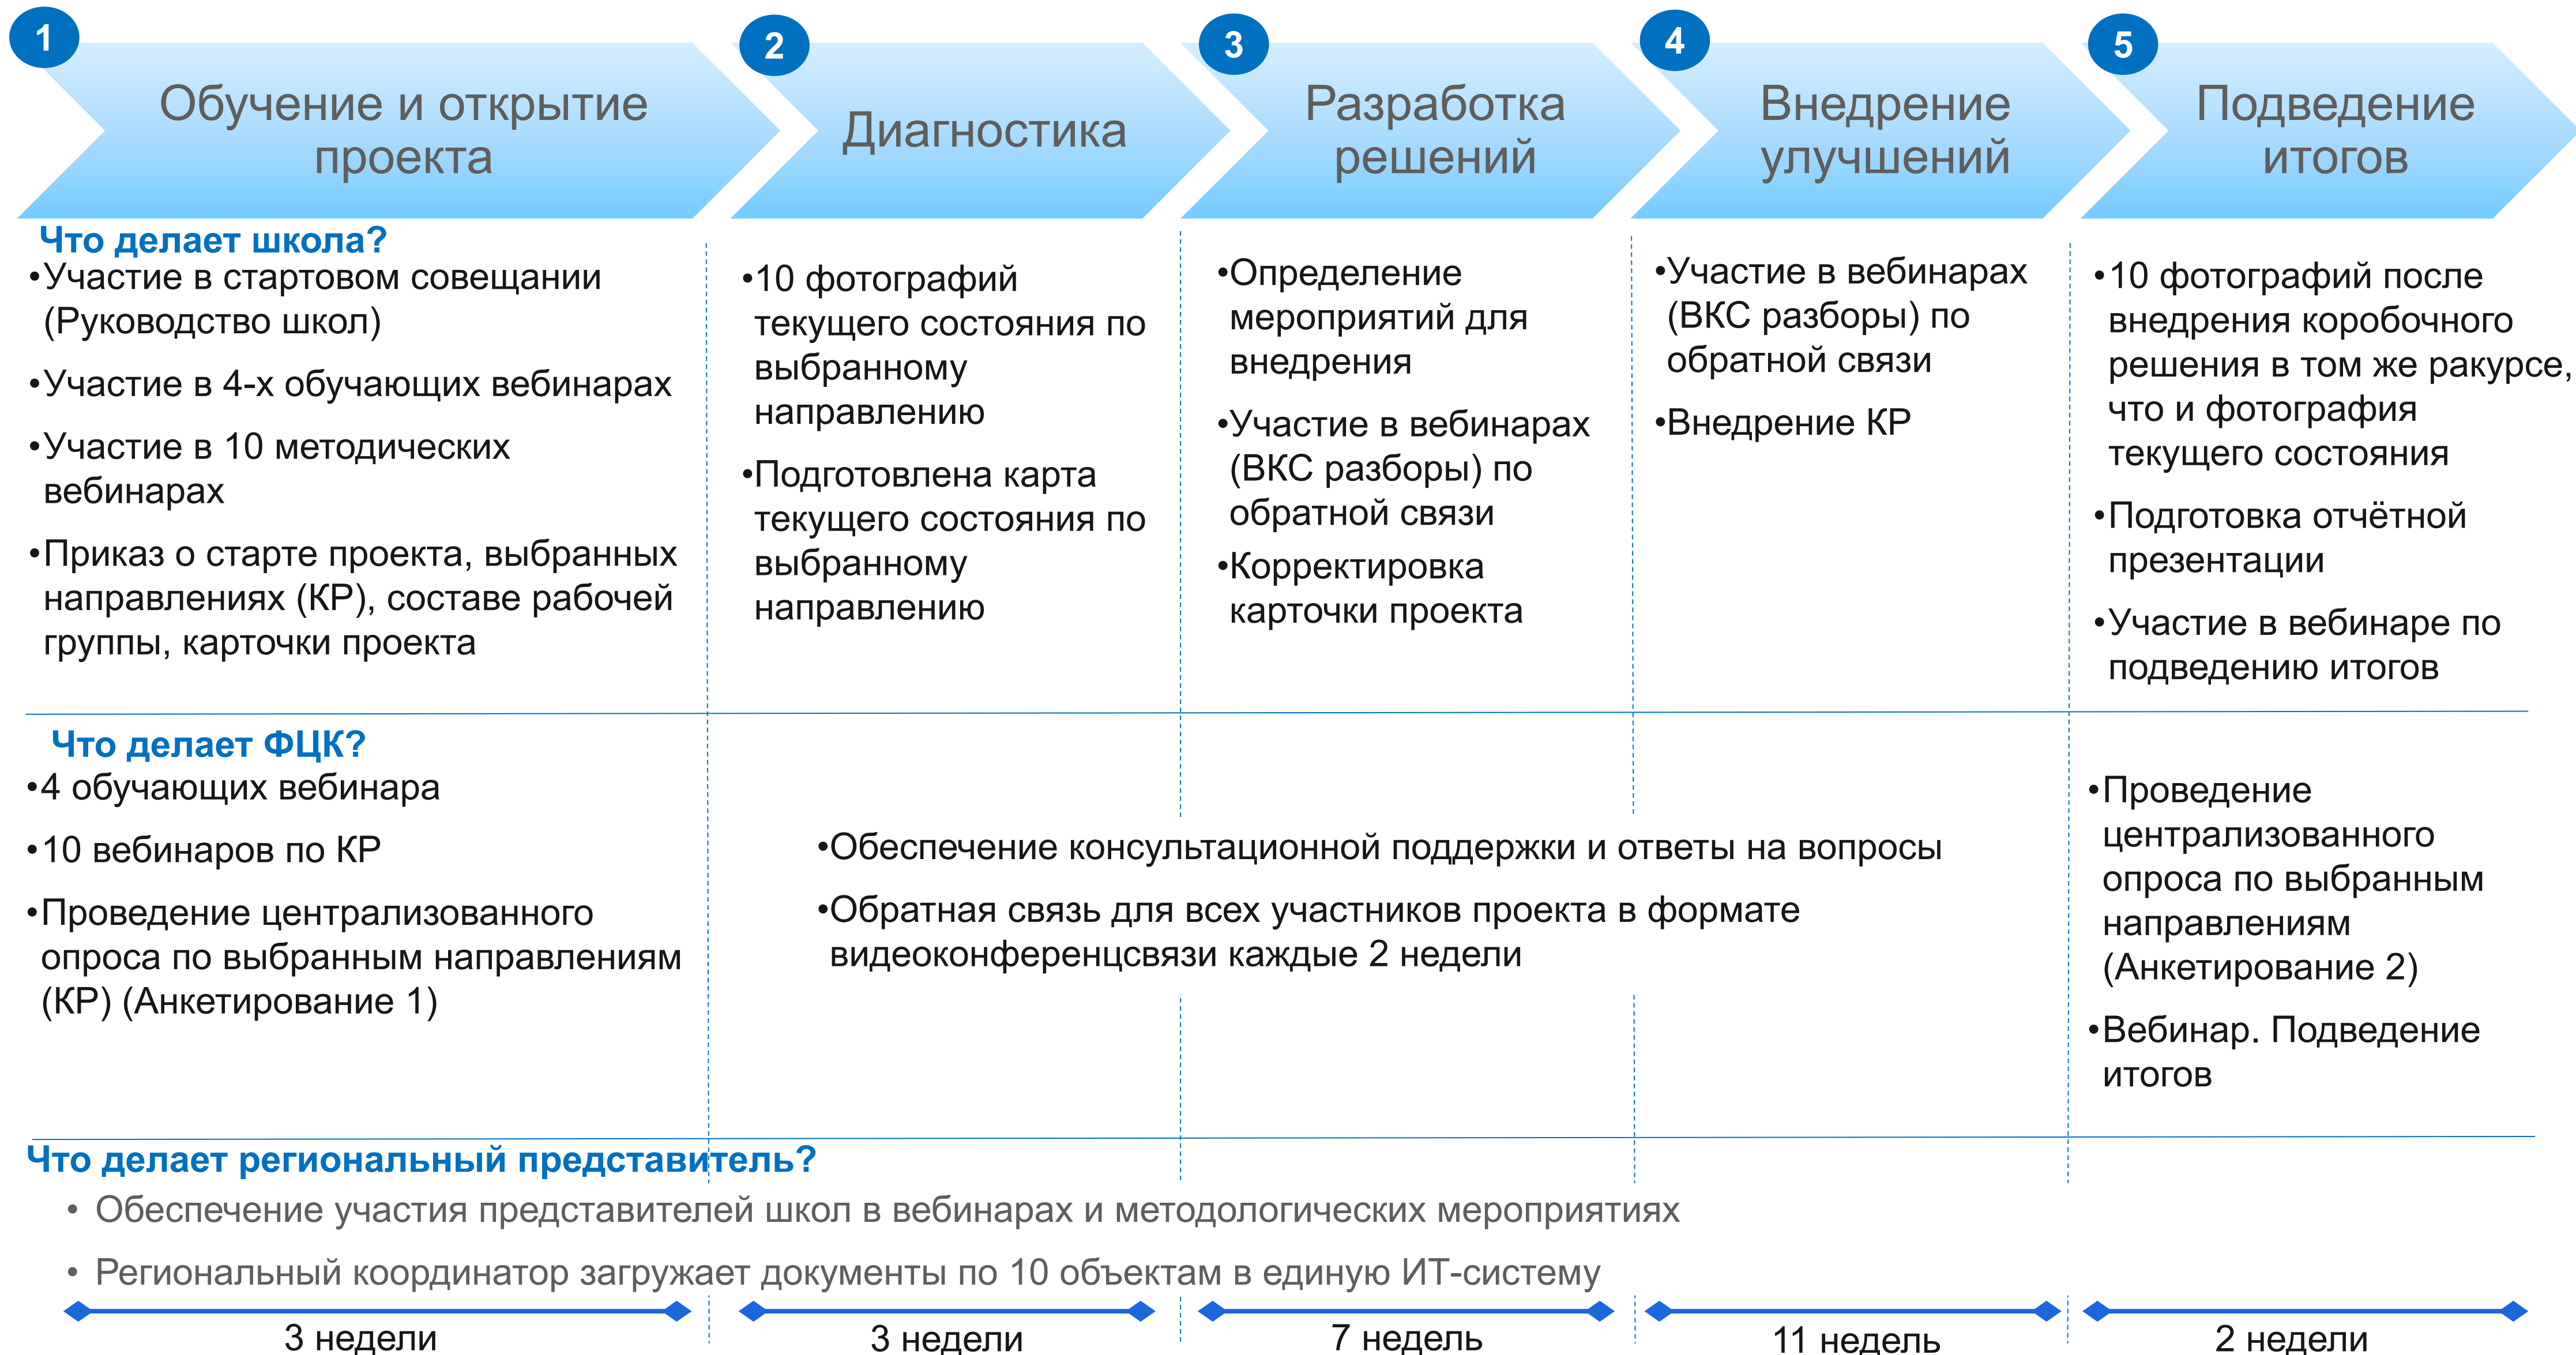 1
Обучение и открытие
проекта
2
Диагностика
3
Разработка
решений
4
Внедрение
улучшений
5
Подведение
итогов
Что делает школа?
•Участие в стартовом совещании
(Руководство школ)
•Участие в 4-х обучающих вебинарах
•Участие в 10 методических
вебинарах
•Приказ о старте проекта, выбранных
направлениях (КР), составе рабочей
группы, карточки проекта
•10 фотографий
текущего состояния по
выбранному
направлению
•Подготовлена карта
текущего состояния по
выбранному
направлению
•Определение
мероприятий для
внедрения
•Участие в вебинарах
(ВКС разборы) по
обратной связи
•Корректировка
карточки проекта
•Участие в вебинарах
(ВКС разборы) по
обратной связи
•Внедрение КР
•10 фотографий после
внедрения коробочного
решения в том же ракурсе,
что и фотография
текущего состояния
•Подготовка отчётной
презентации
•Участие в вебинаре по
подведению итогов
Что делает ФЦК?
•4 обучающих вебинара
•10 вебинаров по КР
•Проведение централизованного
опроса по выбранным направлениям
(КР) (Анкетирование 1)
•Обеспечение консультационной поддержки и ответы на вопросы
•Обратная связь для всех участников проекта в формате
видеоконференцсвязи каждые 2 недели
•Проведение
централизованного
опроса по выбранным
направлениям
(Анкетирование 2)
•Вебинар. Подведение
итогов
Что делает региональный представитель?
• Обеспечение участия представителей школ в вебинарах и методологических мероприятиях
• Региональный координатор загружает документы по 10 объектам в единую ИТ-систему
3 недели
3 недели
7 недель
11 недель
2 недели